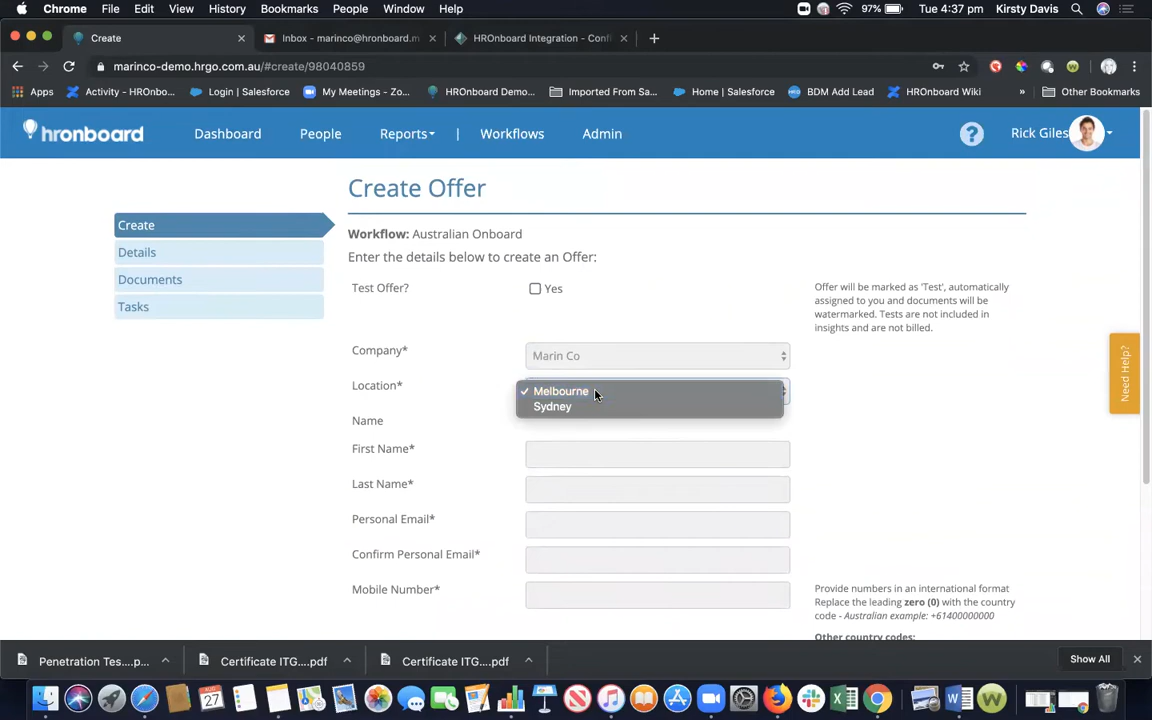 Chrome File Edit View History Bookmarks People Window Help 97% Tue 4:37 pm Kirsty Davis
Create Inbox - marinco@hronboard.m HROnboard Integration - Confl
marinco-demo.hrgo.com.au/#create/98040859
Apps Activity - HROnbo... Login | Salesforce My Meetings - Zo... HROnboard Demo... Imported From Sa... Home | Salesforce BDM Add Lead HROnboard Wiki » Other Bookmarks
hronboard Dashboard People Reports | Workflows Admin ? Rick Giles
Create Offer
Create
Details
Documents
Tasks
Workflow: Australian Onboard
Enter the details below to create an Offer:
Test Offer? Yes
Offer will be marked as 'Test', automatically
assigned to you and documents will be
watermarked. Tests are not included in
insights and are not billed.
Company* Marin Co
Location* Melbourne
Sydney
Name
First Name*
Last Name*
Personal Email*
Confirm Personal Email*
Mobile Number*
Provide numbers in an international format
Replace the leading zero (0) with the country
code - Australian example: +61400000000
Other country codes:
Need Help?
Penetration Tes....p... Certificate ITG....pdf Certificate ITG....pdf Show All
27